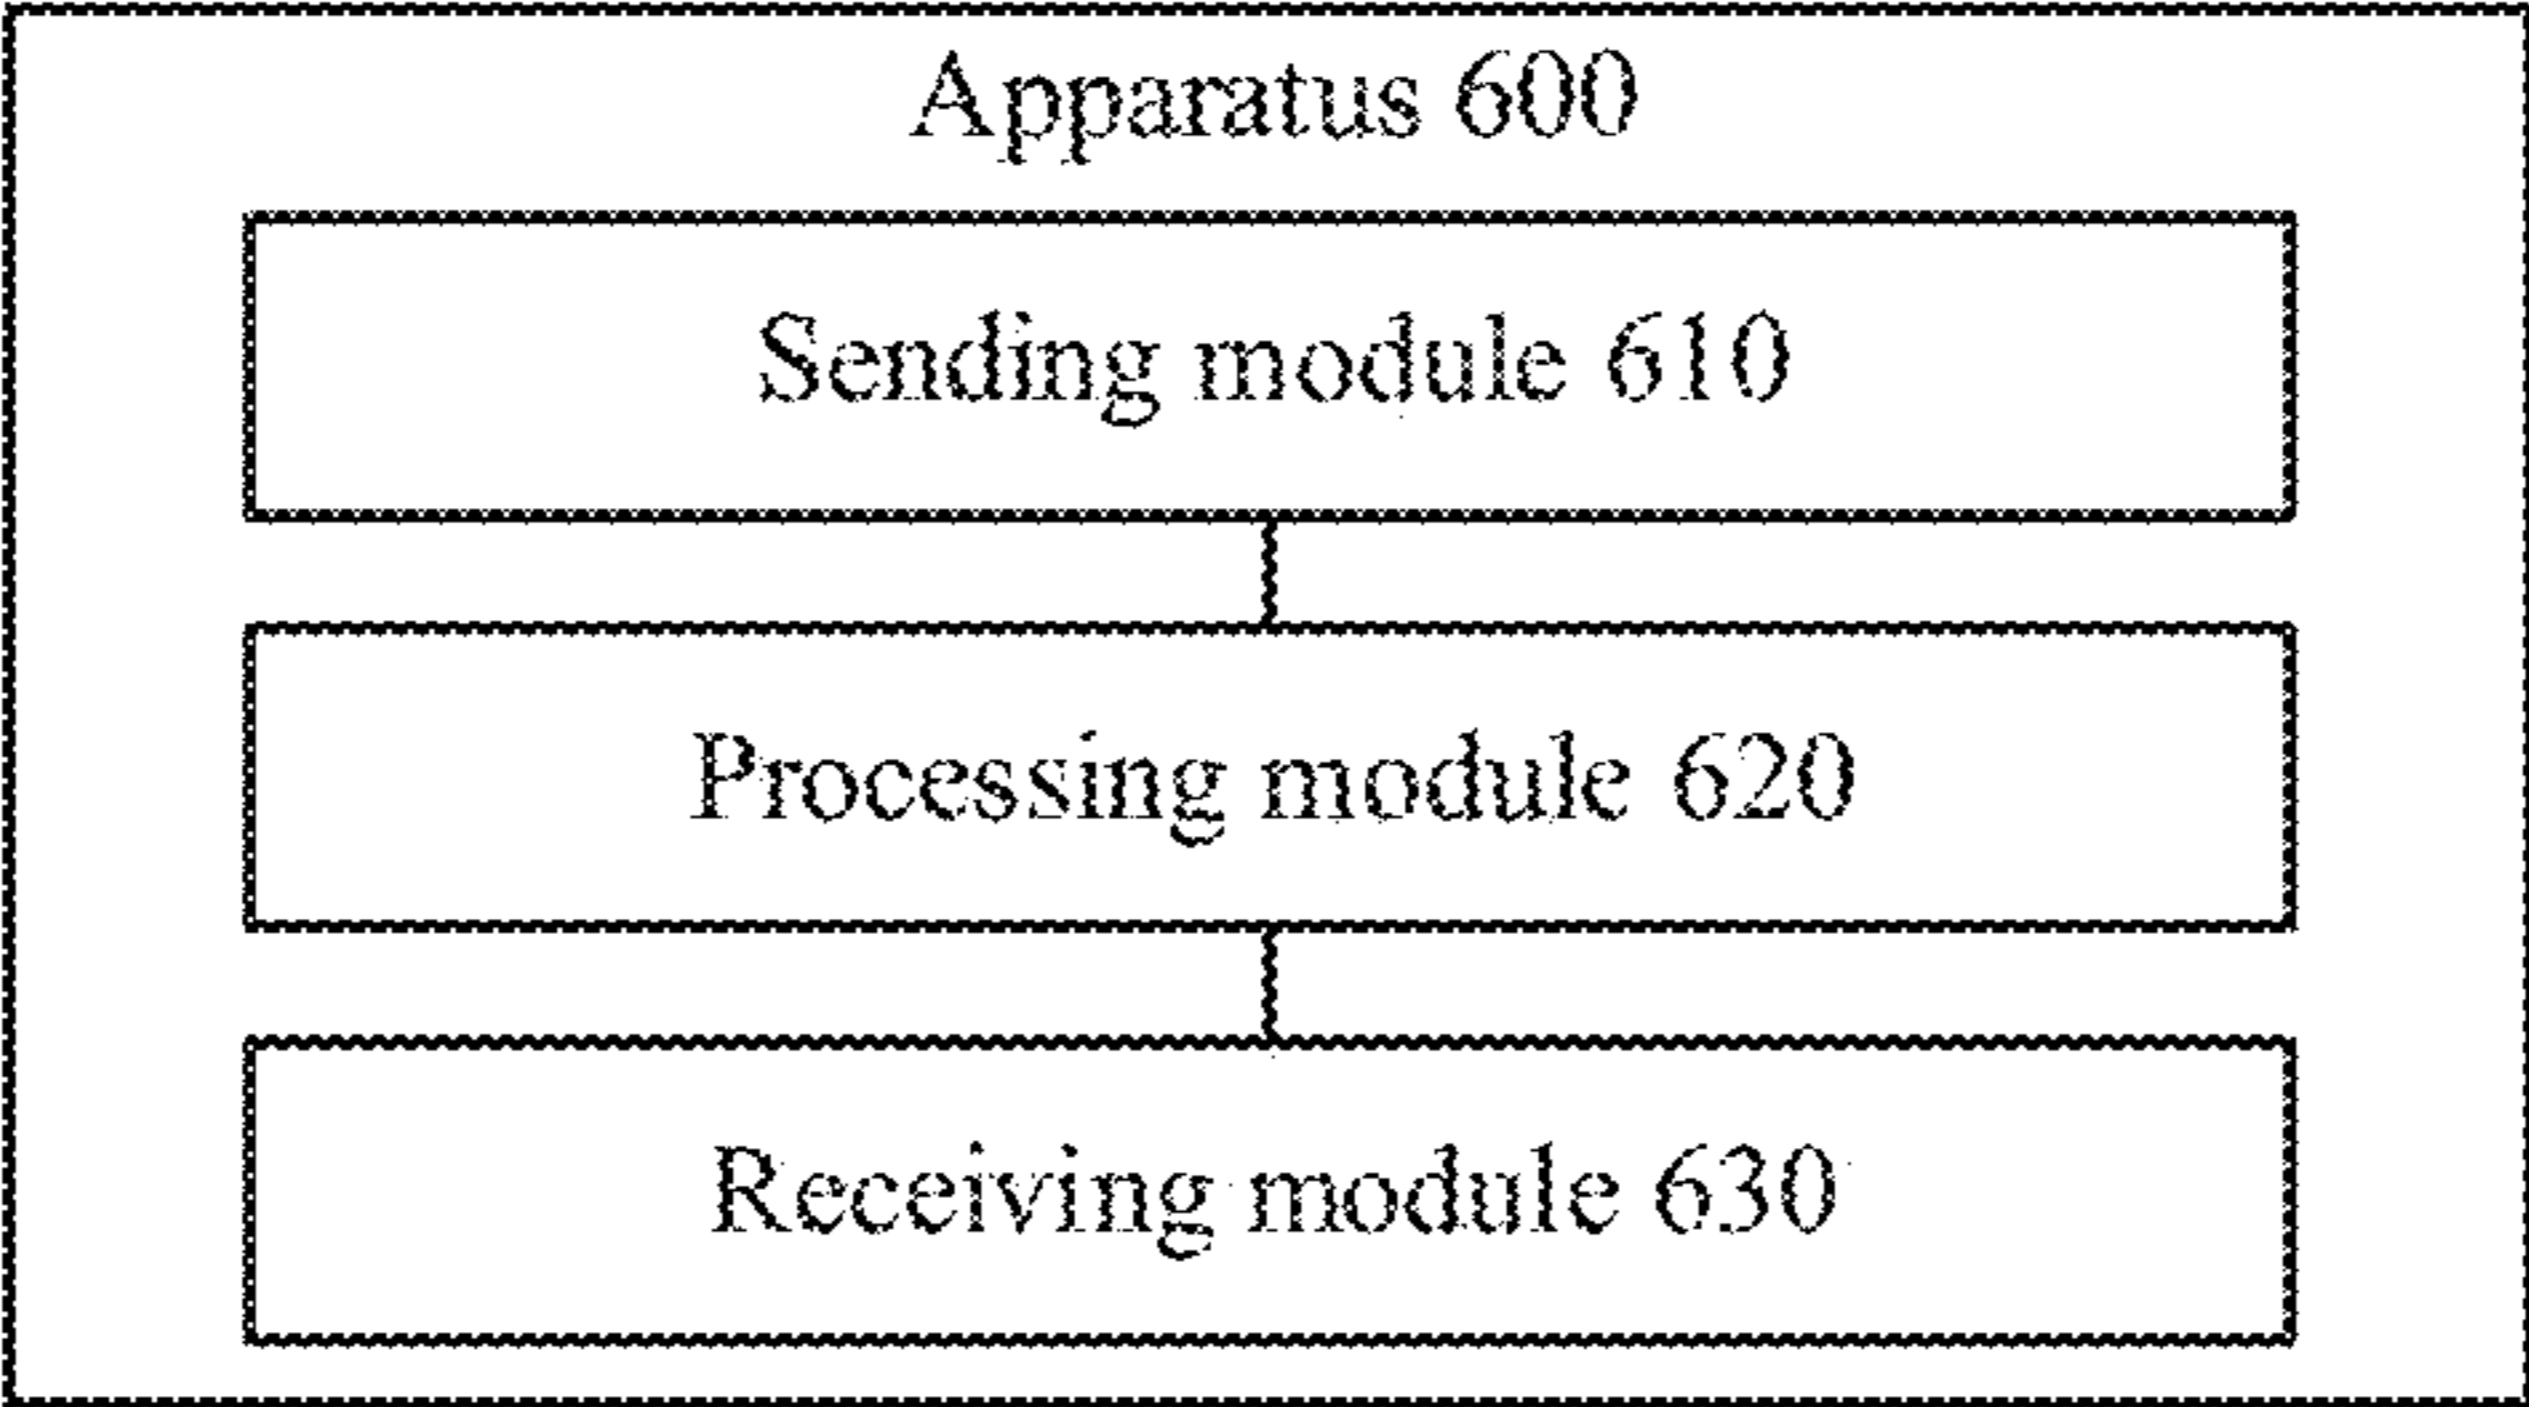 Apparatus 600
Sending module 610
Processing module 620
Receiving module 630